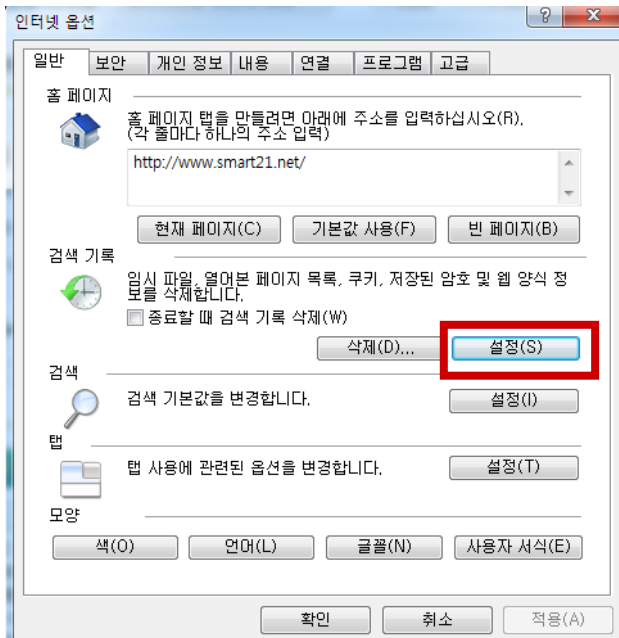 인터넷 옵션
일반 보안 개인 정보 내용 연결 프로그램 고급
홈 페이지
홈 페이지 탭을 만들려면 아래에 주소를 입력하십시오(R).
(각 줄마다 하나의 주소 입력)
http://www.smart21.net/
현재 페이지(C) 기본값 사용(F) 빈 페이지(B)
검색 기록
임시 파일, 열어본 페이지 목록, 쿠키, 저장된 암호 및 웹 양식 정
보를 삭제합니다.
종료할 때 검색 기록 삭제(W)
삭제(D)... 설정(S)
검색
검색 기본값을 변경합니다. 설정(I)
탭
탭 사용에 관련된 옵션을 변경합니다. 설정(T)
모양
색(O) 언어(L) 글꼴(N) 사용자 서식(E)
확인 취소 적용(A)